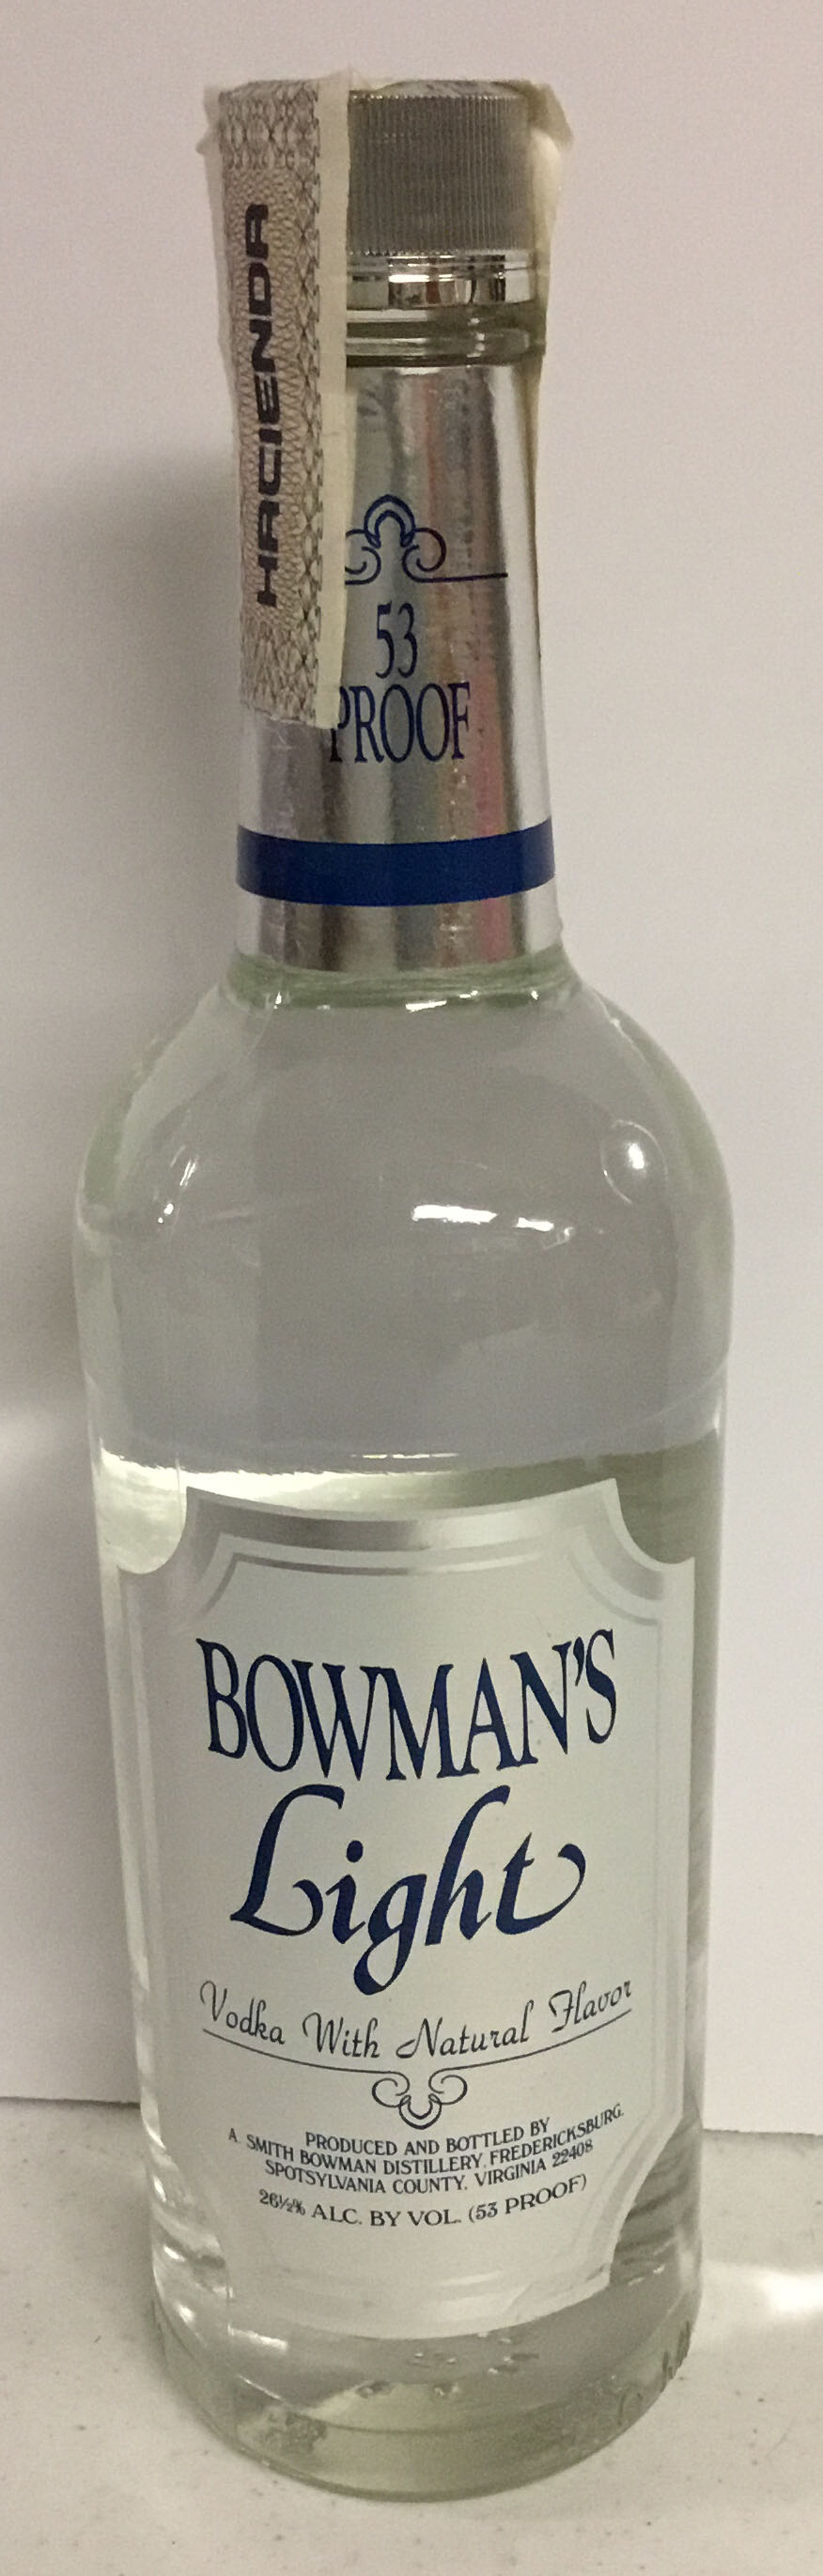 HACIENDA
53
PROOF
BOWMAN'S
Light
Vodka With Natural Flavor
PRODUCED AND BOTTLED BY
A. SMITH BOWMAN DISTILLERY, FREDERICKSBURG,
SPOTSYLVANIA COUNTY, VIRGINIA 22408
26½% ALC. BY VOL. (53 PROOF)